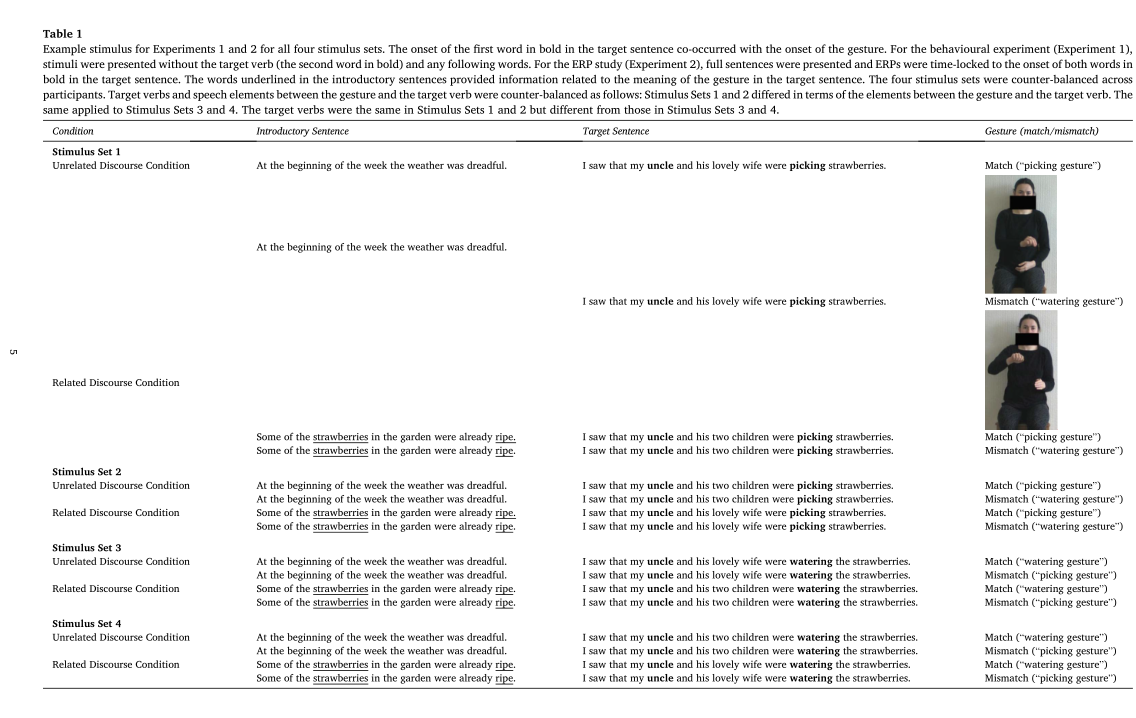 Table 1
Example stimulus for Experiments 1 and 2 for all four stimulus sets. The onset of the first word in bold in the target sentence co-occurred with the onset of the gesture. For the behavioural experiment (Experiment 1),
stimuli were presented without the target verb (the second word in bold) and any following words. For the ERP study (Experiment 2), full sentences were presented and ERPs were time-locked to the onset of both words in
bold in the target sentence. The words underlined in the introductory sentences provided information related to the meaning of the gesture in the target sentence. The four stimulus sets were counter-balanced across
participants. Target verbs and speech elements between the gesture and the target verb were counter-balanced as follows: Stimulus Sets 1 and 2 differed in terms of the elements between the gesture and the target verb. The
same applied to Stimulus Sets 3 and 4. The target verbs were the same in Stimulus Sets 1 and 2 but different from those in Stimulus Sets 3 and 4.
Condition Introductory Sentence Target Sentence Gesture (match/mismatch)
Stimulus Set 1
Unrelated Discourse Condition At the beginning of the week the weather was dreadful. I saw that my uncle and his lovely wife were picking strawberries. Match (“picking gesture”)
At the beginning of the week the weather was dreadful.
I saw that my uncle and his lovely wife were picking strawberries. Mismatch (“watering gesture”)
5
Related Discourse Condition
Some of the strawberries in the garden were already ripe. I saw that my uncle and his two children were picking strawberries. Match (“picking gesture”)
Some of the strawberries in the garden were already ripe. I saw that my uncle and his two children were picking strawberries. Mismatch (“watering gesture”)
Stimulus Set 2
Unrelated Discourse Condition At the beginning of the week the weather was dreadful. I saw that my uncle and his two children were picking strawberries. Match (“picking gesture”)
At the beginning of the week the weather was dreadful. I saw that my uncle and his two children were picking strawberries. Mismatch (“watering gesture”)
Related Discourse Condition Some of the strawberries in the garden were already ripe. I saw that my uncle and his lovely wife were picking strawberries. Match (“picking gesture”)
Some of the strawberries in the garden were already ripe. I saw that my uncle and his lovely wife were picking strawberries. Mismatch (“watering gesture”)
Stimulus Set 3
Unrelated Discourse Condition At the beginning of the week the weather was dreadful. I saw that my uncle and his lovely wife were watering the strawberries. Match (“watering gesture”)
At the beginning of the week the weather was dreadful. I saw that my uncle and his lovely wife were watering the strawberries. Mismatch (“picking gesture”)
Related Discourse Condition Some of the strawberries in the garden were already ripe. I saw that my uncle and his two children were watering the strawberries. Match (“watering gesture”)
Some of the strawberries in the garden were already ripe. I saw that my uncle and his two children were watering the strawberries. Mismatch (“picking gesture”)
Stimulus Set 4
Unrelated Discourse Condition At the beginning of the week the weather was dreadful. I saw that my uncle and his two children were watering the strawberries. Match (“watering gesture”)
At the beginning of the week the weather was dreadful. I saw that my uncle and his two children were watering the strawberries. Mismatch (“picking gesture”)
Related Discourse Condition Some of the strawberries in the garden were already ripe. I saw that my uncle and his lovely wife were watering the strawberries. Match (“watering gesture”)
Some of the strawberries in the garden were already ripe. I saw that my uncle and his lovely wife were watering the strawberries. Mismatch (“picking gesture”)